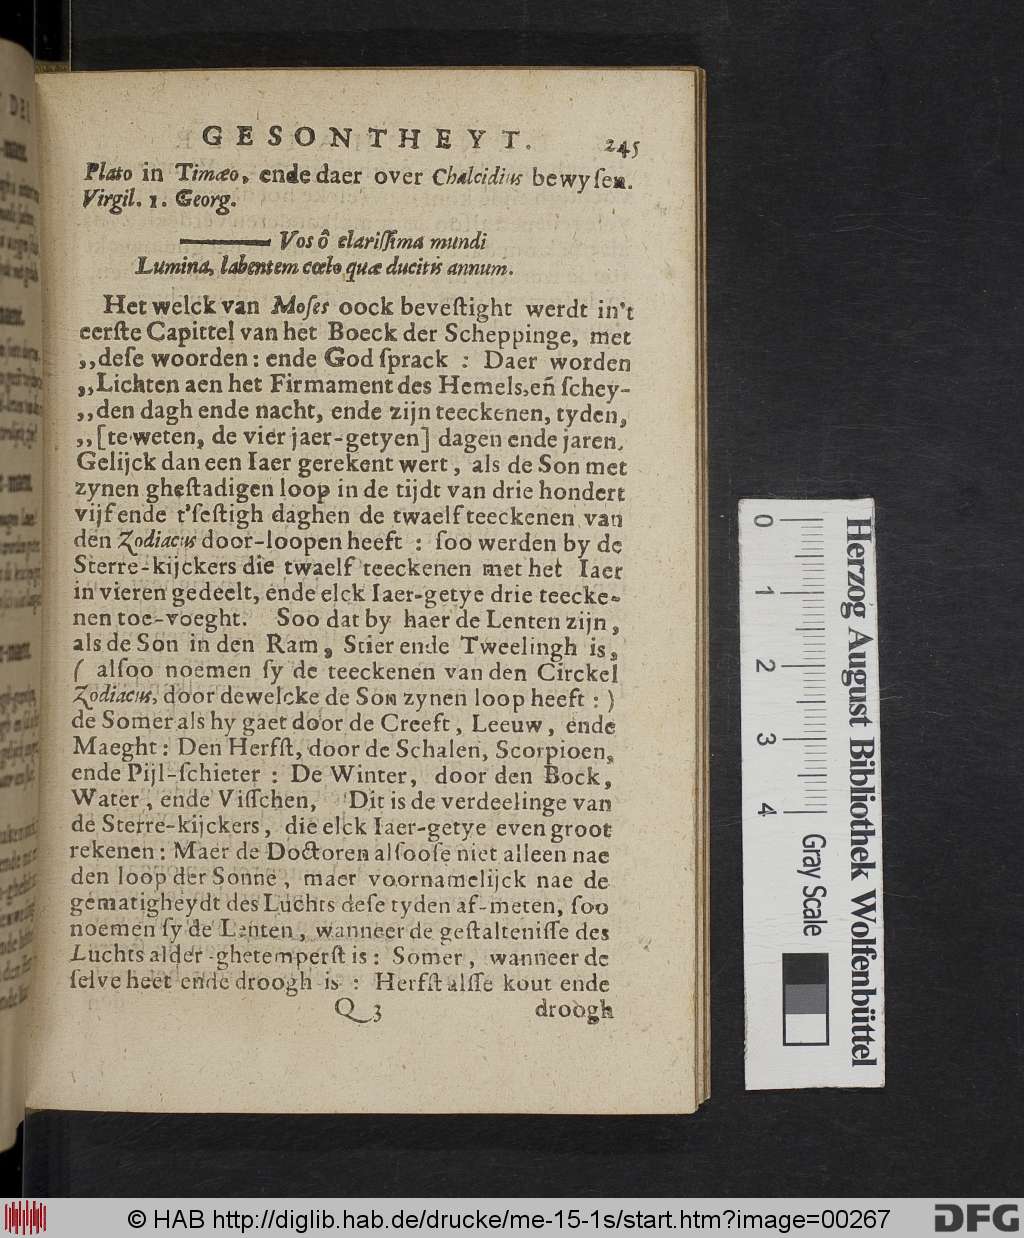 GESONTHEYT. 245
Plato in Timæo, ende daer over Chalcidius bewyſen.
Virgil. 1. Georg.
——— Vos ô clariſſima mundi
Lumina, labentem cœlo quæ ducitis annum.
Het welck van Moſes oock beveſtight werdt in't
eerſte Capittel van het Boeck der Scheppinge, met
,,deſe woorden: ende God ſprack : Daer worden
,,Lichten aen het Firmament des Hemels, en̄ ſchey-
,,den dagh ende nacht, ende zijn teeckenen, tyden,
,,[te weten, de vier jaer-getyen] dagen ende jaren.
Gelijck dan een Iaer gerekent wert, als de Son met
zynen gheſtadigen loop in de tijdt van drie hondert
vijf ende t'ſeſtigh daghen de twaelf teeckenen van
den Zodiacus door-loopen heeft : ſoo werden by de
Sterre-kijckers die twaelf teeckenen met het Iaer
in vieren gedeelt, ende elck Iaer-getye drie teecke-
nen toe-voeght. Soo dat by haer de Lenten zijn,
als de Son in den Ram, Stier ende Tweelingh is,
( alſoo noemen ſy de teeckenen van den Circkel
Zodiacus, door dewelcke de Son zynen loop heeft : )
de Somer als hy gaet door de Creeft, Leeuw, ende
Maeght: Den Herfſt, door de Schalen, Scorpioen,
ende Pijl-ſchieter : De Winter, door den Bock,
Water, ende Viſſchen, Dit is de verdeelinge van
de Sterre-kijckers, die elck Iaer-getye even groot
rekenen: Maer de Doctoren alſooſe niet alleen nae
den loop der Sonne, maer voornamelijck nae de
gematigheydt des Luchts deſe tyden af-meten, ſoo
noemen ſy de Lenten, wanneer de geſtalteniſſe des
Luchts alder-ghetemperſt is: Somer, wanneer de
ſelve heet ende droogh is : Herfſt alſſe kout ende
Q 3 droogh
0 1 2 3 4
Gray Scale
Herzog August Bibliothek Wolfenbüttel
© HAB http://diglib.hab.de/drucke/me-15-1s/start.htm?image=00267
DFG